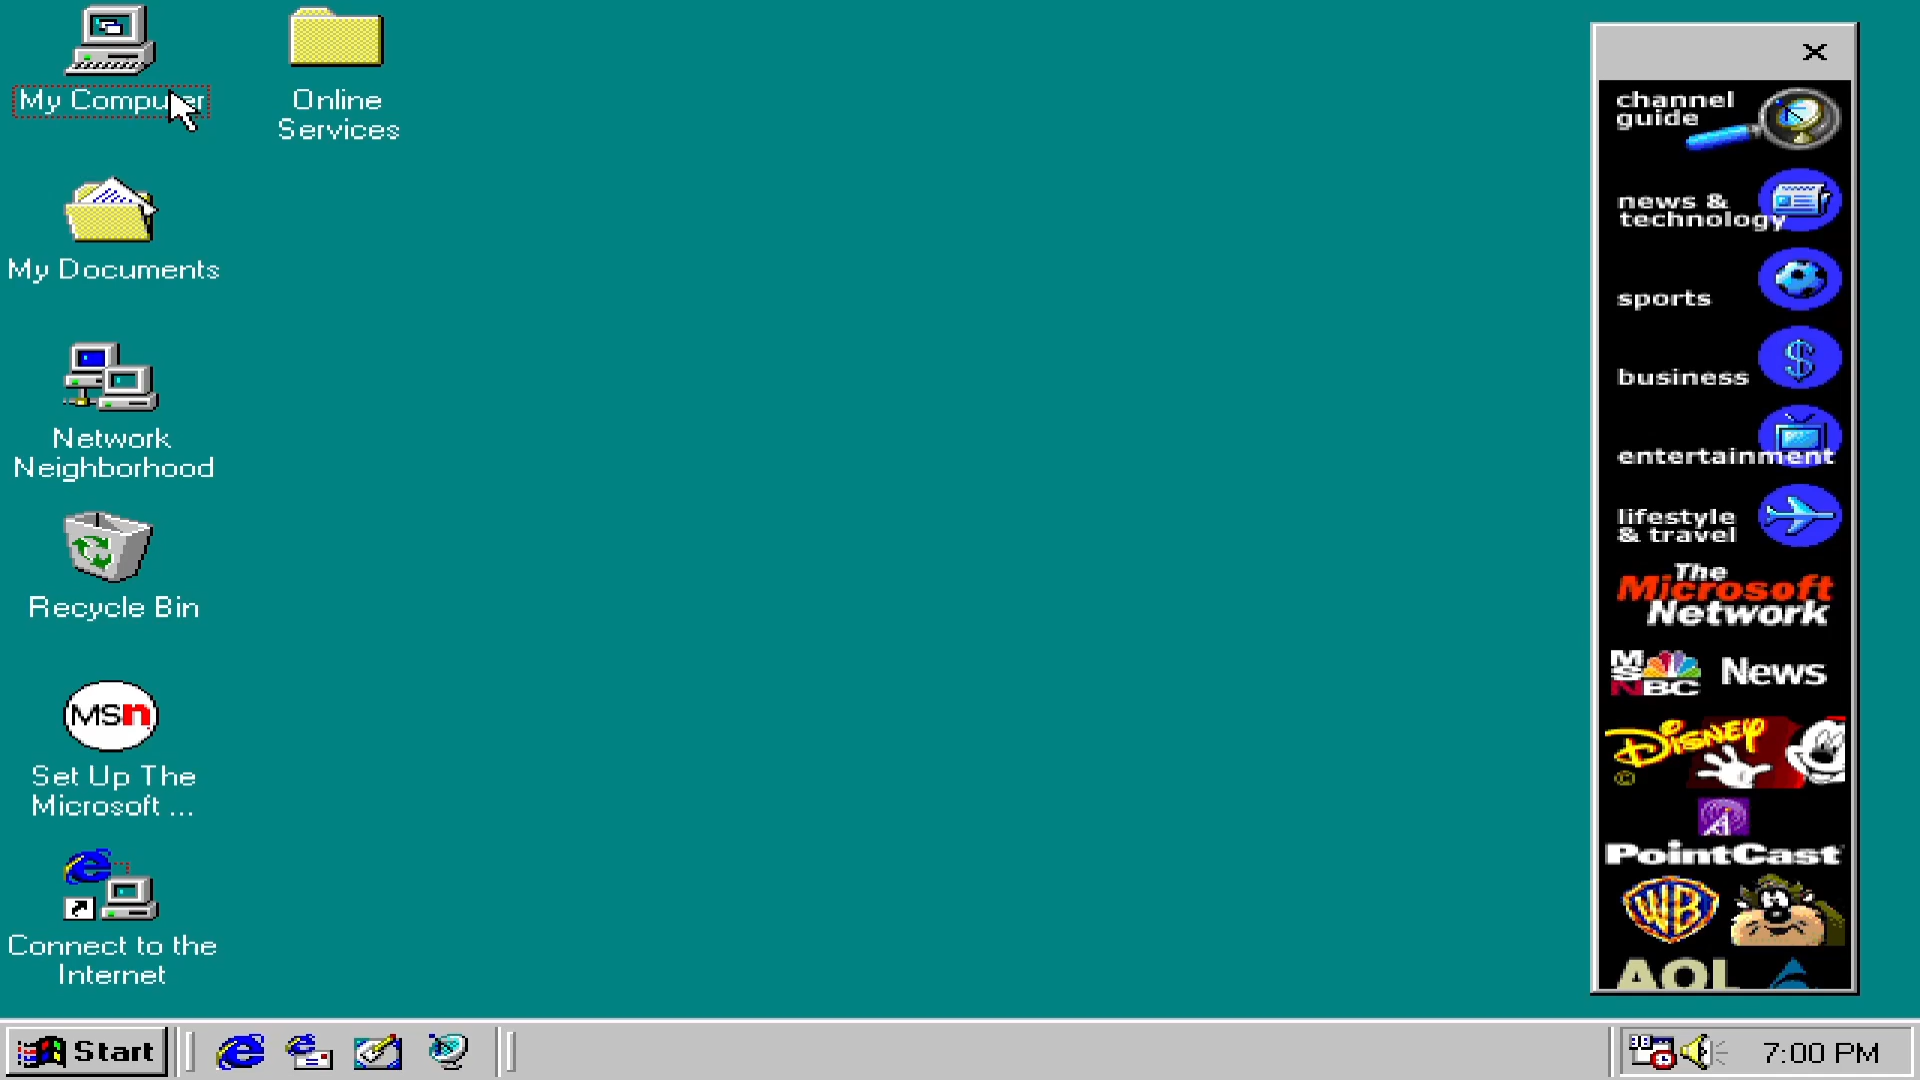 My Computer
Online
Services
My Documents
Network
Neighborhood
Recycle Bin
MSn
Set Up The
Microsoft ...
Connect to the
Internet
channel
guide
news &
technology
sports
business
$
entertainment
lifestyle
& travel
The
Microsoft
Network
MSNBC News
DISNEY
©
PointCast
WB
AOL
Start
7:00 PM